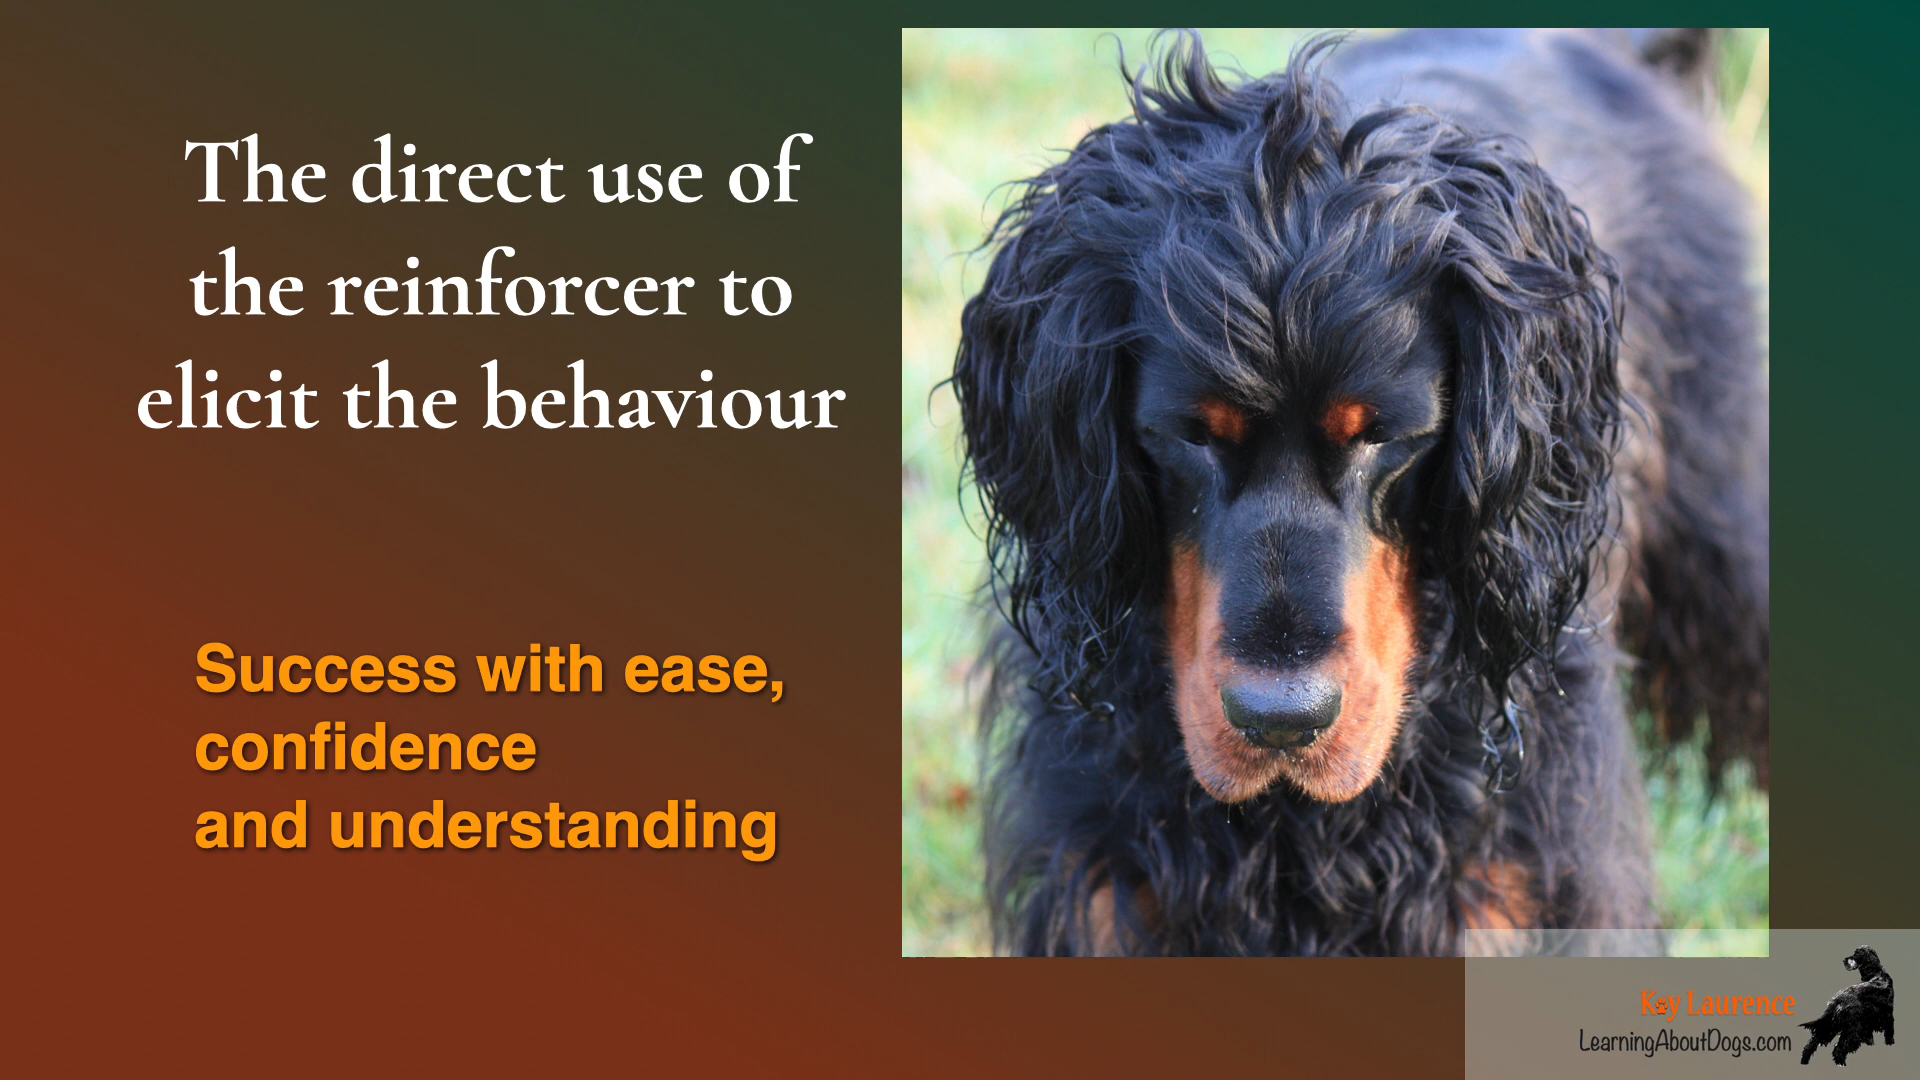 The direct use of
the reinforcer to
elicit the behaviour
Success with ease,
confidence
and understanding
Kay Laurence
LearningAboutDogs.com